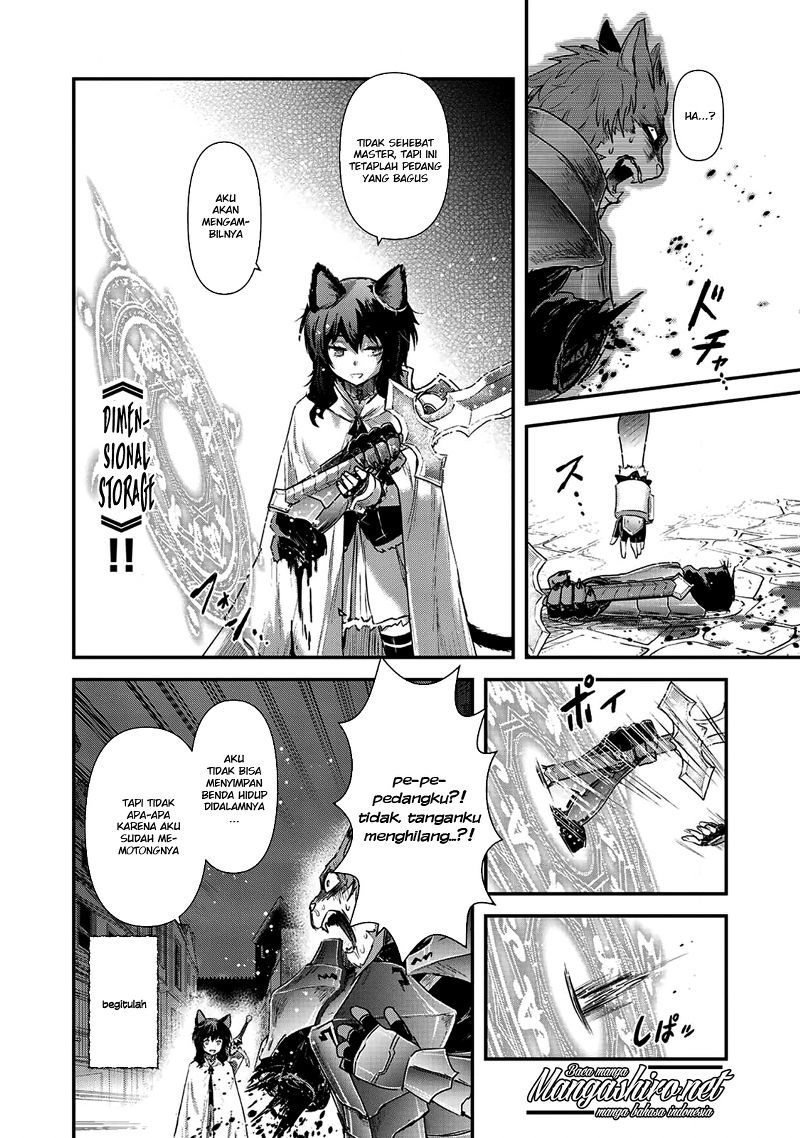 HA...?
ドチャ
ス...
TIDAK SEHEBAT
MASTER, TAPI INI
TETAPLAH PEDANG
YANG BAGUS
AKU
AKAN
MENGAM-
BILNYA
《DIMEN-
SIONAL
STORAGE》
!!
ポイ
しぱッ
pe-pe-
pedangku?!
tidak. tanganku
menghilang...?!
AKU
TIDAK BISA
MENYIMPAN
BENDA HIDUP
DIDALAMNYA
...
TAPI TIDAK
APA-APA
KARENA AKU
SUDAH ME-
MOTONGNYA
begitulah
Baca manga
Mangashiro.net
manga bahasa indonesia